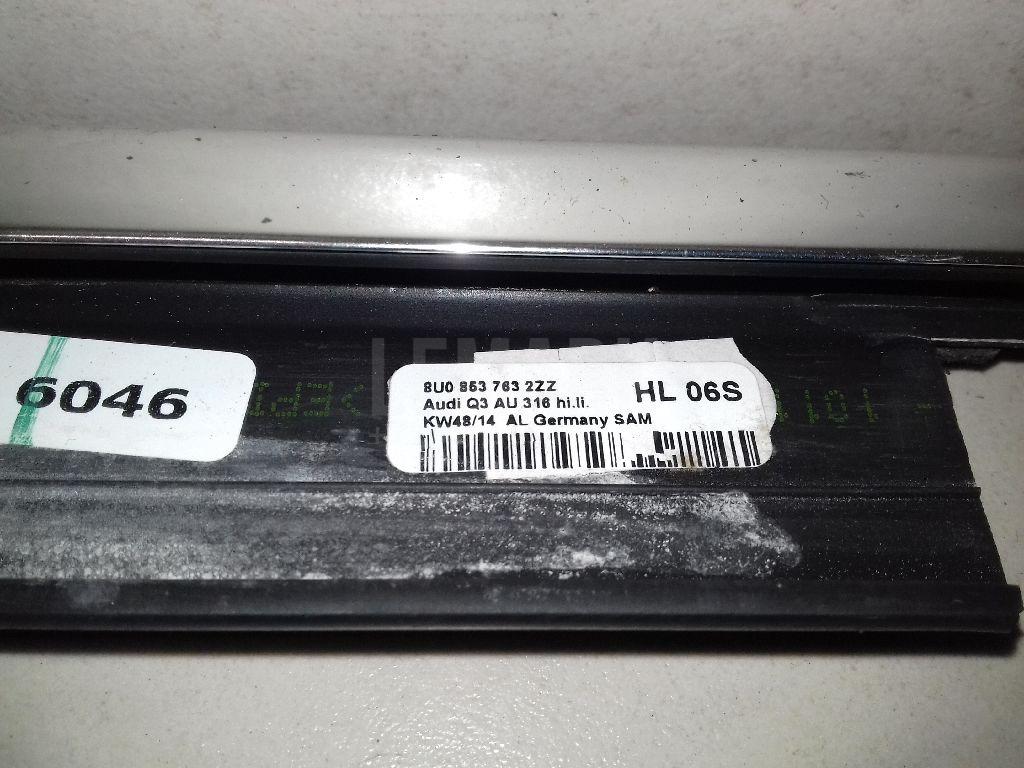 6046
8U0 853 763 2ZZ HL 06S
Audi Q3 AU 316 hi.li.
KW48/14 AL Germany SAM